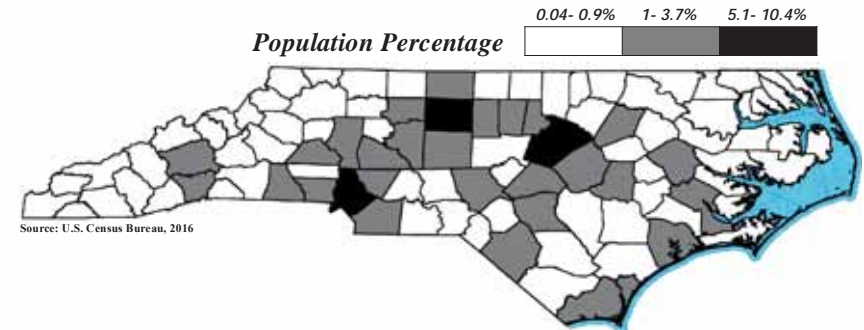 0.04- 0.9% 1- 3.7% 5.1- 10.4%
Population Percentage
Source: U.S. Census Bureau, 2016